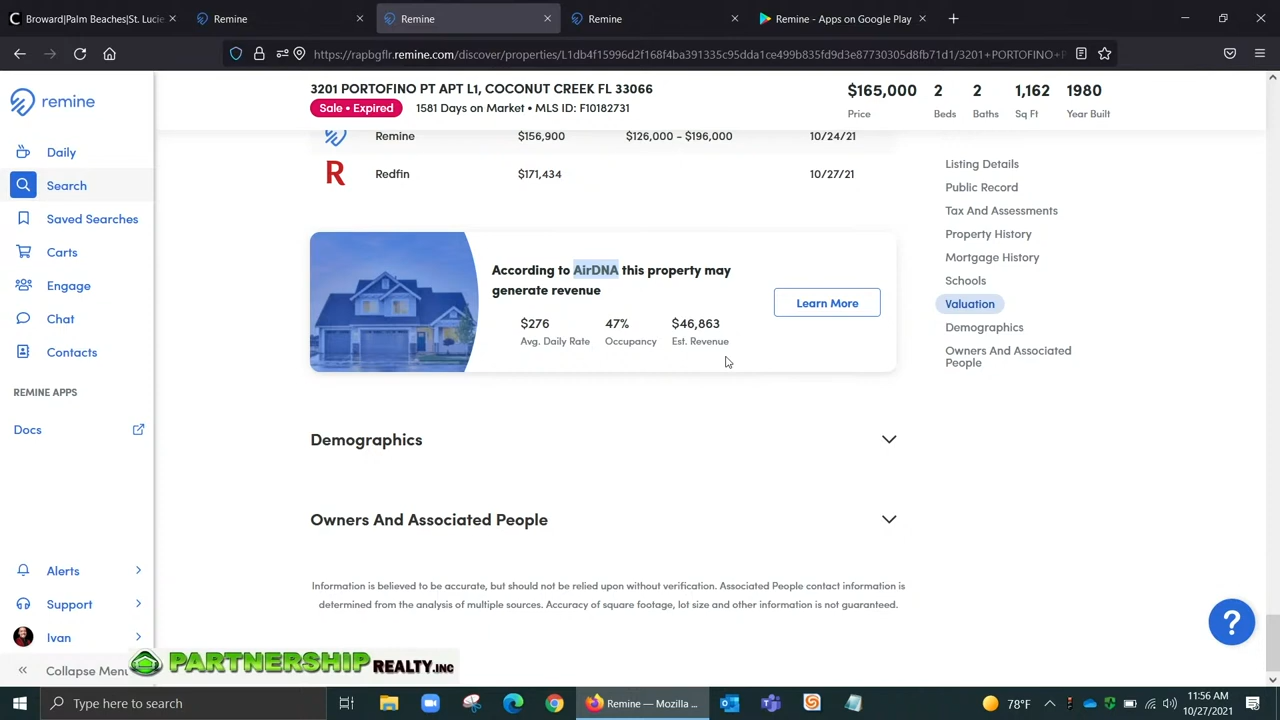 Broward|Palm Beaches|St. Lucie
Remine
Remine
Remine
Remine - Apps on Google Play
https://rapbgflr.remine.com/discover/properties/L1db4f15996d2f168f4ba391335c95dda1ce499b835fd9d3e87730305d8fb71d1/3201+PORTOFINO+P
remine
Daily
Search
Saved Searches
Carts
Engage
Chat
Contacts
REMINE APPS
Docs
Alerts
Support
Ivan
Collapse Menu
3201 PORTOFINO PT APT L1, COCONUT CREEK FL 33066
Sale • Expired
1581 Days on Market • MLS ID: F10182731
$165,000 2 2 1,162 1980
Price Beds Baths Sq Ft Year Built
Remine $156,900 $126,000 - $196,000 10/24/21
R Redfin $171,434 10/27/21
According to AirDNA this property may
generate revenue
$276 47% $46,863
Avg. Daily Rate Occupancy Est. Revenue
Learn More
Demographics
Owners And Associated People
Information is believed to be accurate, but should not be relied upon without verification. Associated People contact information is
determined from the analysis of multiple sources. Accuracy of square footage, lot size and other information is not guaranteed.
Listing Details
Public Record
Tax And Assessments
Property History
Mortgage History
Schools
Valuation
Demographics
Owners And Associated
People
?
PARTNERSHIP REALTY.INC
Type here to search
Remine — Mozilla ...
78°F
11:56 AM
10/27/2021